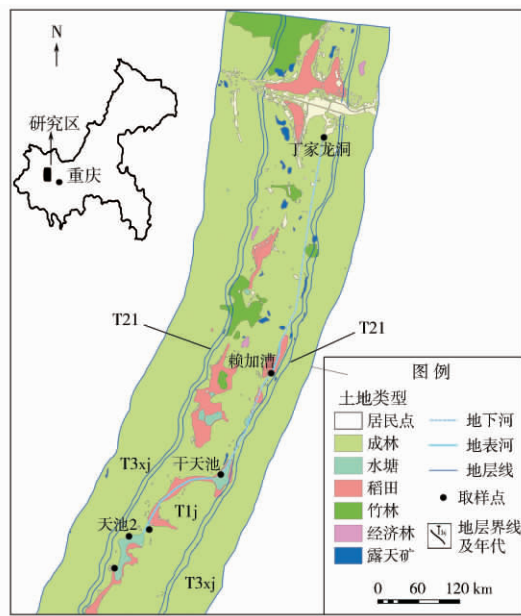 N
研究区
重庆
丁家龙洞
T21
T21
赖加漕
干天池
T3xj
天池2
T1j
T3xj
图 例
土地类型
居民点
成林
水塘
稻田
竹林
经济林
露天矿
地下河
地表河
地层线
取样点
地层界线
及年代
0 60 120 km